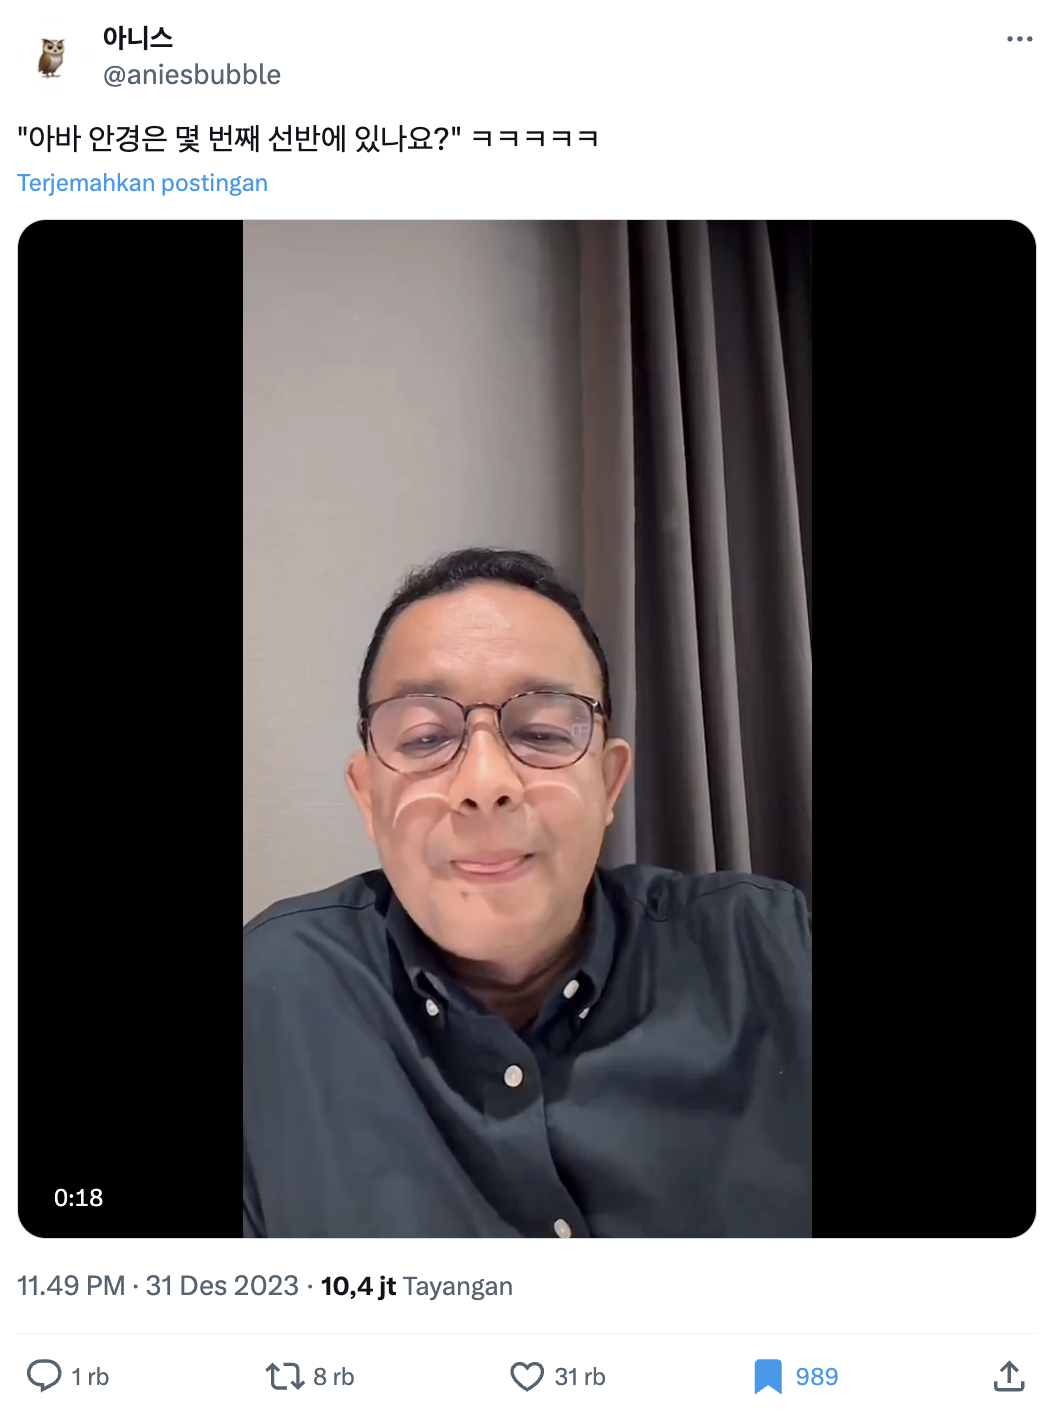 아니스
@aniesbubble
"아바 안경은 몇 번째 선반에 있나요?" ㅋㅋㅋㅋㅋ
Terjemahkan postingan
0:18
11.49 PM · 31 Des 2023 · 10,4 jt Tayangan
1 rb 8 rb 31 rb 989